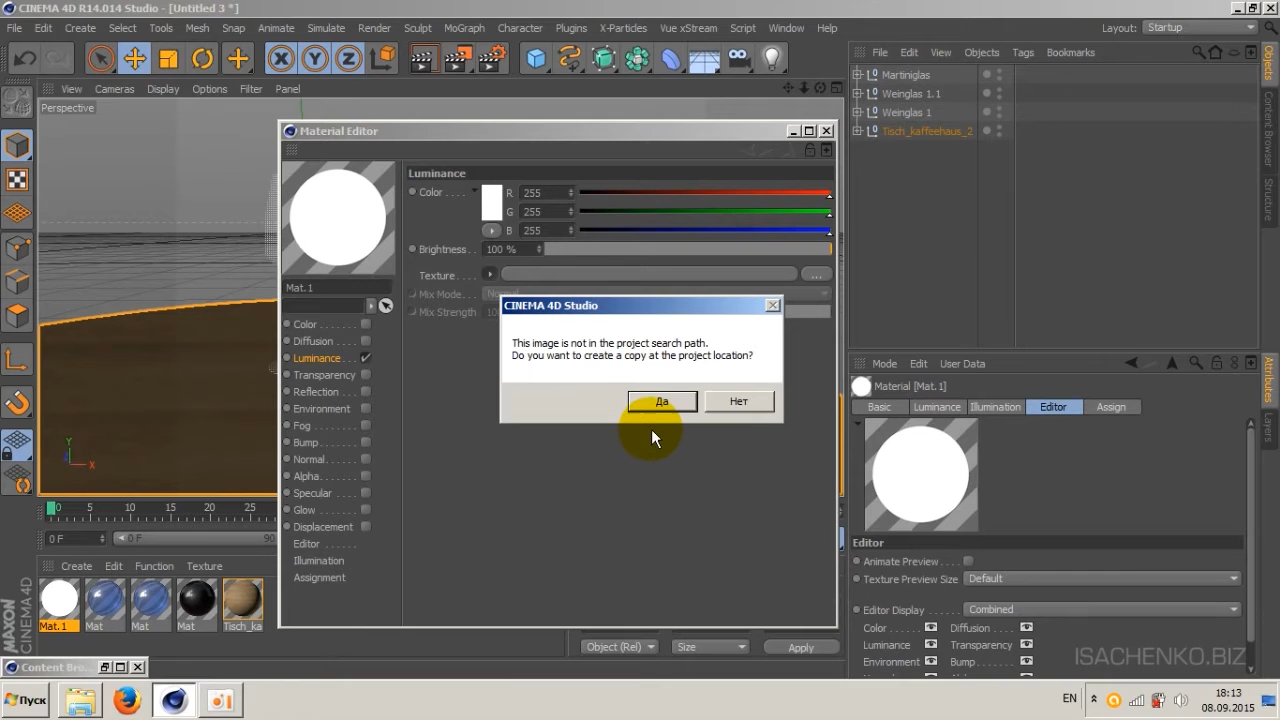 CINEMA 4D R14.014 Studio - [Untitled 3 *]
File Edit Create Select Tools Mesh Snap Animate Simulate Render Sculpt MoGraph Character Plugins X-Particles Vue xStream Script Window Help
Layout: Startup
X Y Z
File Edit View Objects Tags Bookmarks
View Cameras Display Options Filter Panel
Perspective
Martiniglas
Weinglas 1.1
Weinglas 1
Tisch_kaffeehaus_2
Objects
Content Browser
Structure
Material Editor
Luminance
Color R 255
G 255
B 255
Brightness 100 %
Texture ...
Mix Mode
Mix Strength
Mat.1
Color
Diffusion
Luminance
Transparency
Reflection
Environment
Fog
Bump
Normal
Alpha
Specular
Glow
Displacement
Editor
Illumination
Assignment
CINEMA 4D Studio
This image is not in the project search path.
Do you want to create a copy at the project location?
Да Нет
Y
Z X
0 5 10 15 20 25
0 F 0 F 90
Create Edit Function Texture
Mat.1 Mat Mat Mat Tisch_ka
MAXON
CINEMA 4D
Object (Rel) Size Apply
Mode Edit User Data
Material [Mat.1]
Basic Luminance Illumination Editor Assign
Attributes
Layers
Editor
Animate Preview
Texture Preview Size Default
Editor Display Combined
Color Diffusion
Luminance Transparency
Environment Bump
ISACHENKO.BIZ
Content Bro...
Пуск
EN
18:13
08.09.2015